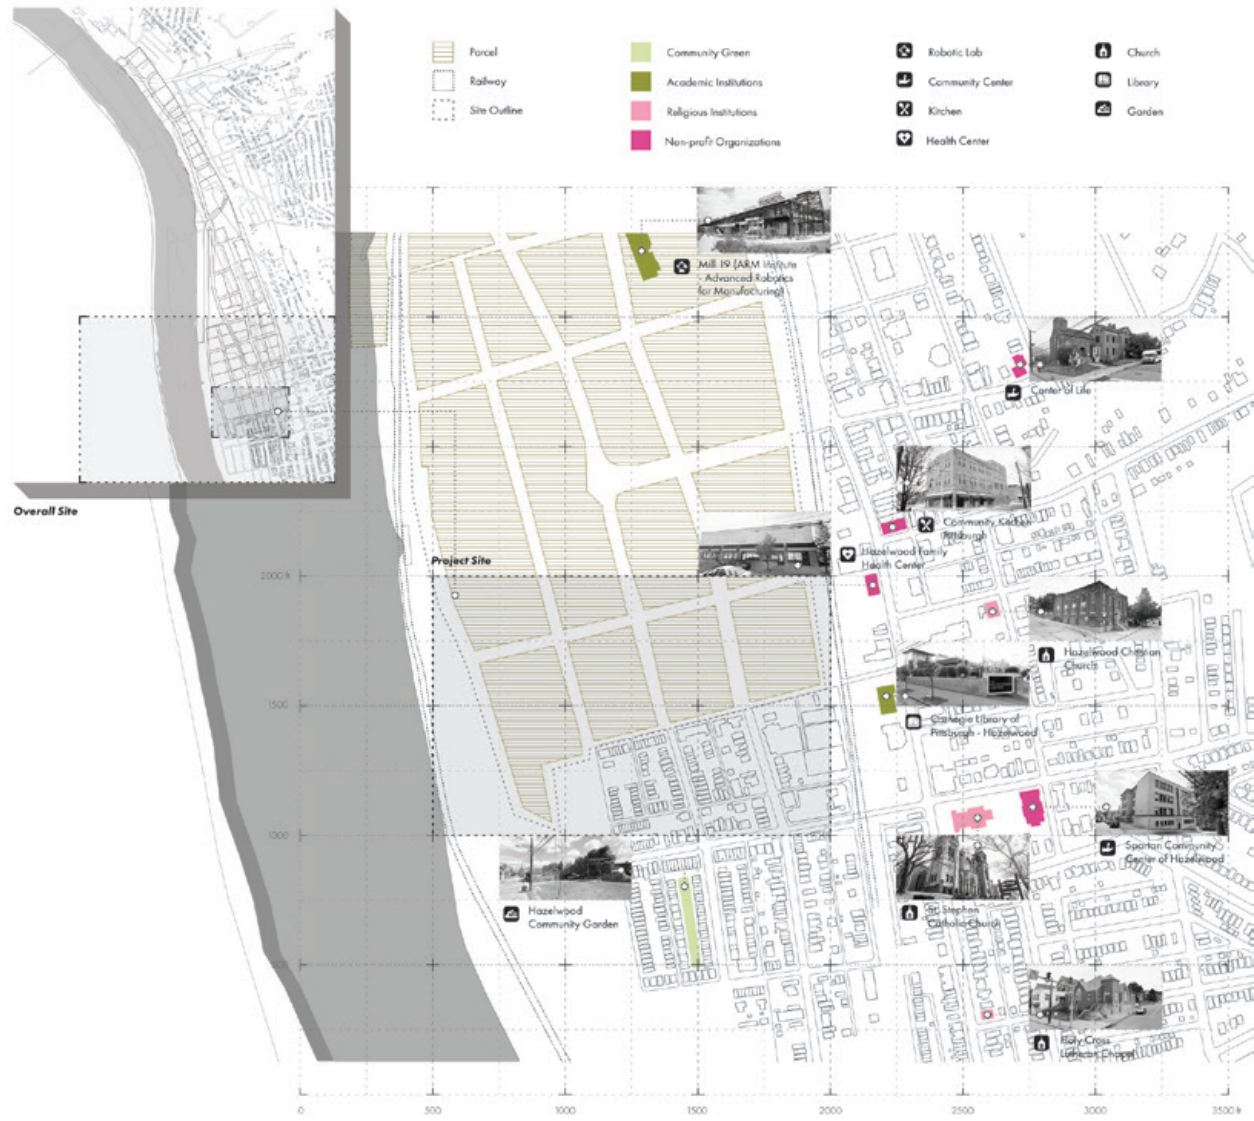 Parcel
Railway
Site Outline
Community Green
Academic Institutions
Religious Institutions
Non-profit Organizations
Robotic Lab
Community Center
Kitchen
Health Center
Church
Library
Garden
Overall Site
Mill 19 (ARM Institute
- Advanced Robotics
for Manufacturing)
Center of Life
Community Kitchen
Pittsburgh
Hazelwood Family
Health Center
Project Site
Hazelwood Christian
Church
Carnegie Library of
Pittsburgh - Hazelwood
Spartan Community
Center of Hazelwood
Hazelwood
Community Garden
St. Stephen
Catholic Church
Holy Cross
Lutheran Chapel
2000 ft
1500
1000
0
500
1000
1500
2000
2500
3000
3500 ft